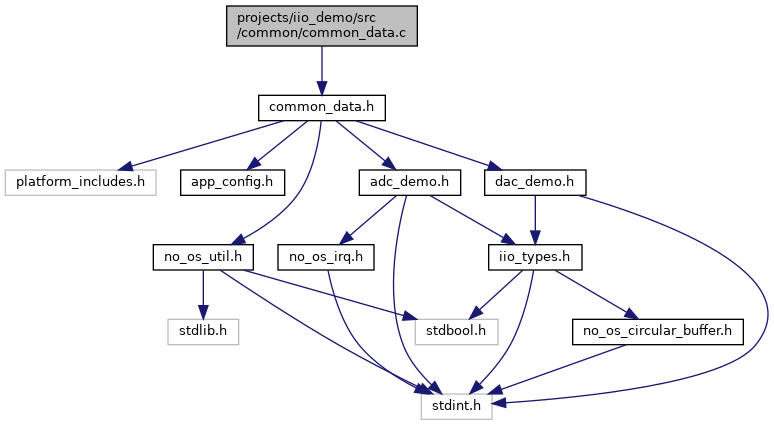 projects/iio_demo/src
/common/common_data.c
common_data.h
platform_includes.h
app_config.h
adc_demo.h
dac_demo.h
no_os_util.h
no_os_irq.h
iio_types.h
stdlib.h
stdbool.h
no_os_circular_buffer.h
stdint.h